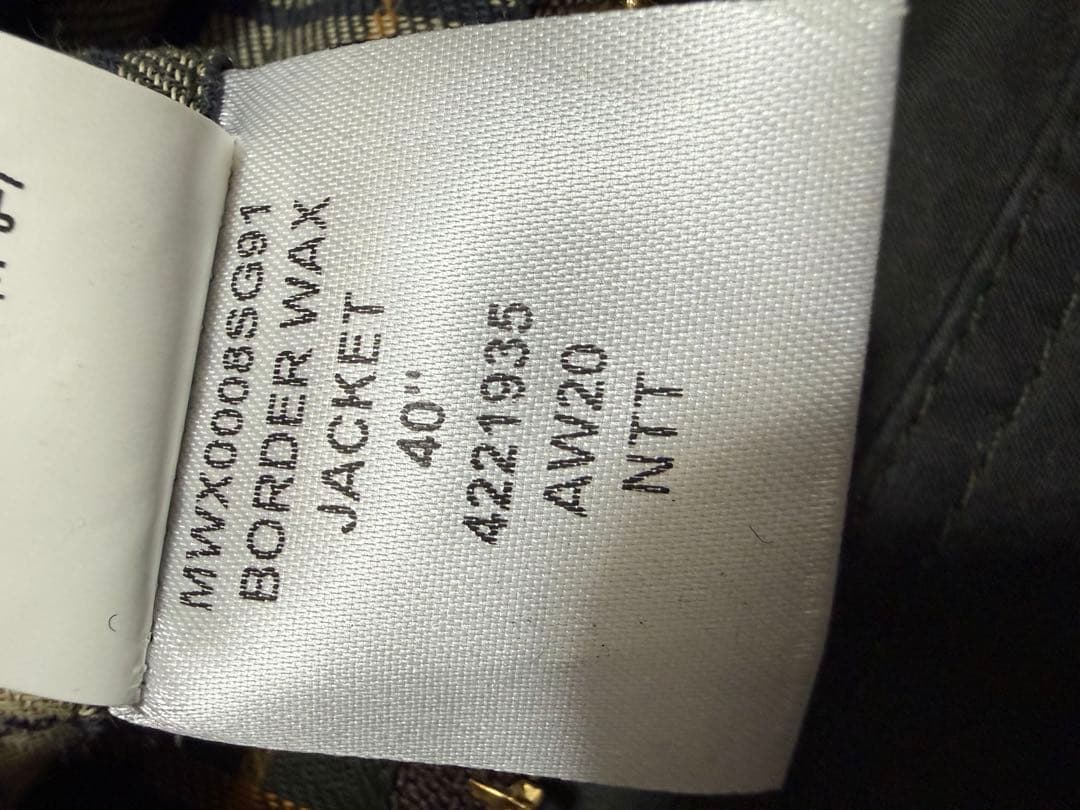 MWX0008SG91
BORDER WAX
JACKET
40"
4221935
AW20
NTT